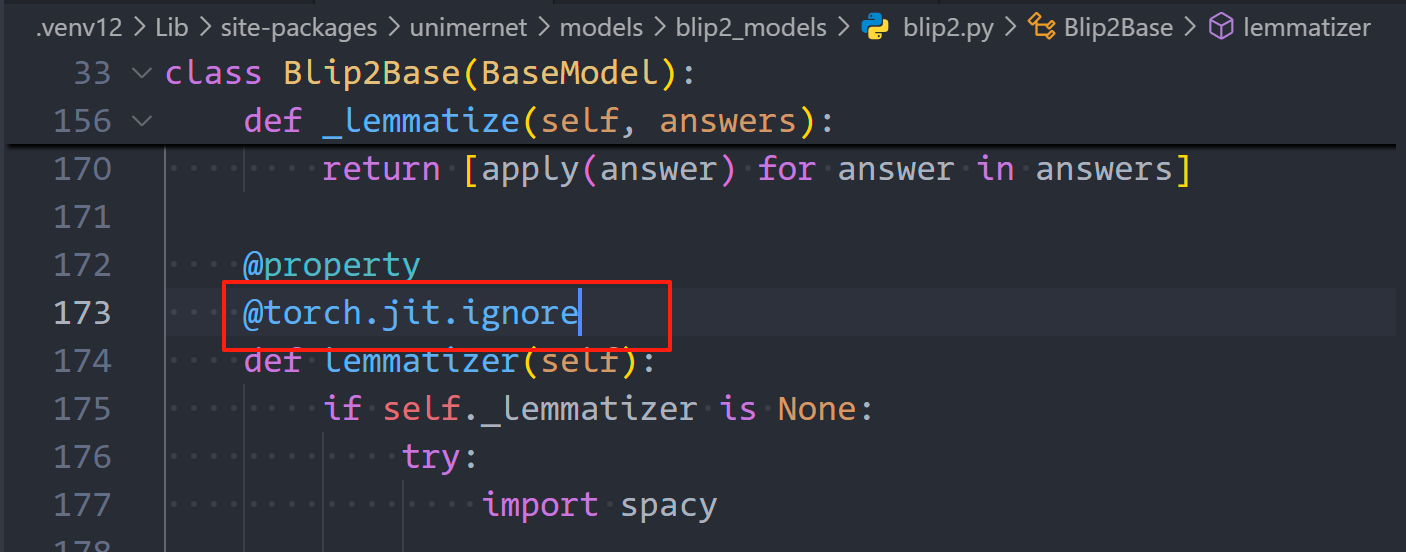 .venv12 > Lib > site-packages > unimernet > models > blip2_models > blip2.py > Blip2Base > lemmatizer
33 class Blip2Base(BaseModel):
156 def _lemmatize(self, answers):
170 return [apply(answer) for answer in answers]
171
172 @property
173 @torch.jit.ignore
174 def lemmatizer(self):
175 if self._lemmatizer is None:
176 try:
177 import spacy
178